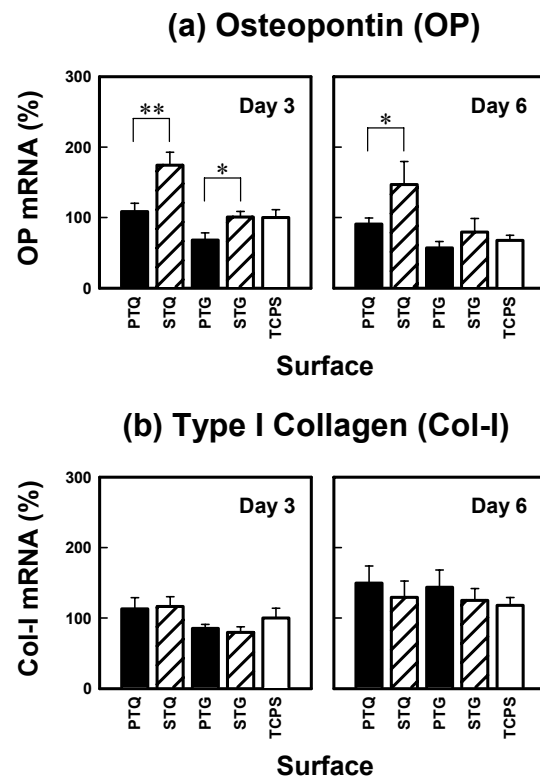 (a) Osteopontin (OP)
OP mRNA (%)
300
200
100
0
Day 3
**
*
PTQ
STQ
PTG
STG
TCPS
Day 6
*
PTQ
STQ
PTG
STG
TCPS
Surface
(b) Type I Collagen (Col-I)
Col-I mRNA (%)
300
200
100
0
Day 3
PTQ
STQ
PTG
STG
TCPS
Day 6
PTQ
STQ
PTG
STG
TCPS
Surface